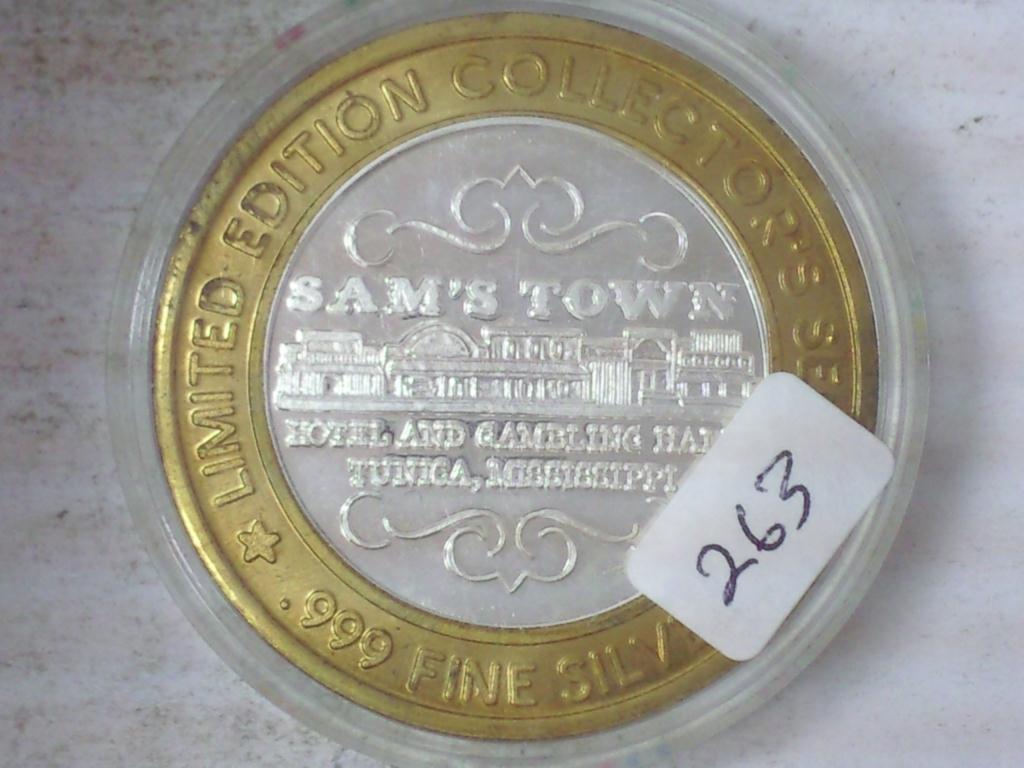 LIMITED EDITION COLLECTOR'S SE
SAM'S TOWN
HOTEL AND GAMBLING HAL
TUNICA, MISSISSIPPI
.999 FINE SILV
263